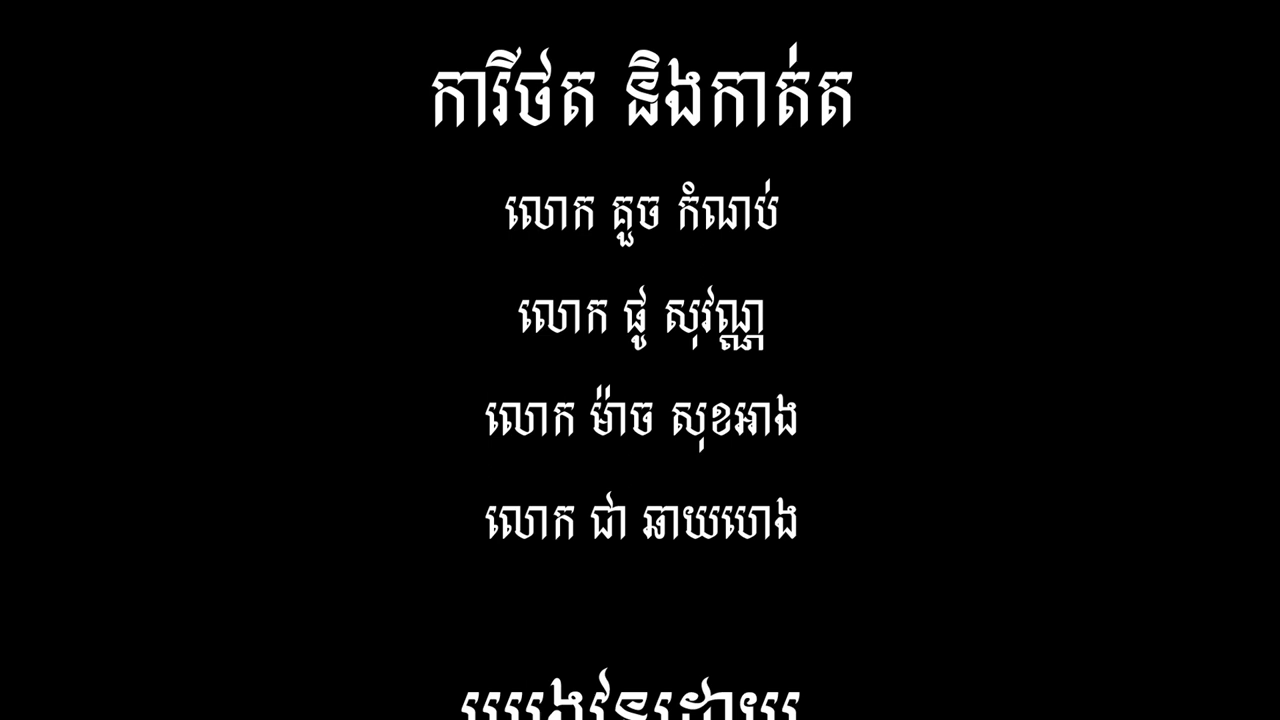 ការីថត និងកាត់ត
លោក គួច កំណប់
លោក ផូ សុវណ្ណ
លោក ម៉ាច សុខអាង
លោក ជា ឆាយហេង